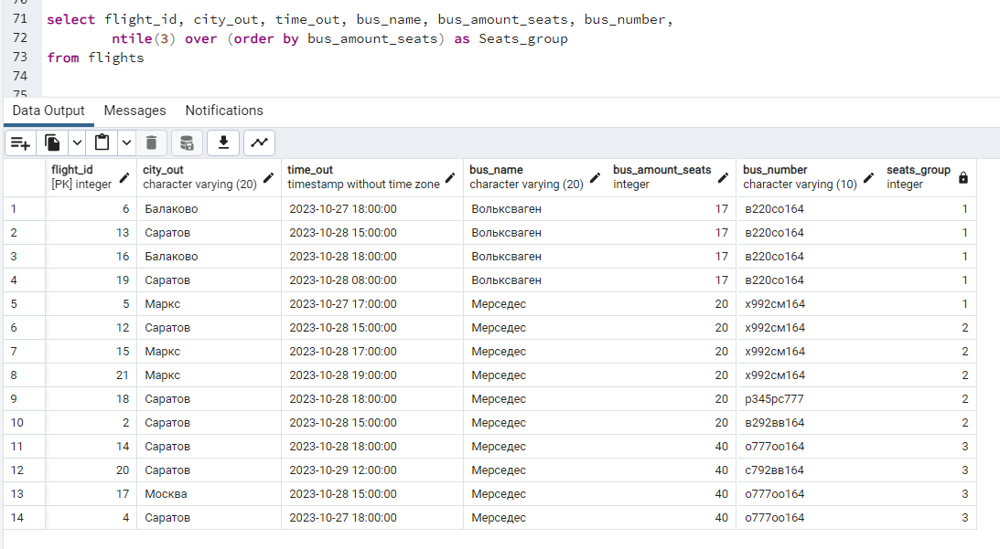 71 select flight_id, city_out, time_out, bus_name, bus_amount_seats, bus_number,
72 ntile(3) over (order by bus_amount_seats) as Seats_group
73 from flights
74
75
Data Output Messages Notifications
flight_id city_out time_out bus_name bus_amount_seats bus_number seats_group
[PK] integer character varying (20) timestamp without time zone character varying (20) integer character varying (10) integer
1 6 Балаково 2023-10-27 18:00:00 Вольксваген 17 в220со164 1
2 13 Саратов 2023-10-28 15:00:00 Вольксваген 17 в220со164 1
3 16 Балаково 2023-10-28 18:00:00 Вольксваген 17 в220со164 1
4 19 Саратов 2023-10-28 08:00:00 Вольксваген 17 в220со164 1
5 5 Маркс 2023-10-27 17:00:00 Мерседес 20 х992см164 1
6 12 Саратов 2023-10-28 15:00:00 Мерседес 20 х992см164 2
7 15 Маркс 2023-10-28 17:00:00 Мерседес 20 х992см164 2
8 21 Маркс 2023-10-28 19:00:00 Мерседес 20 х992см164 2
9 18 Саратов 2023-10-28 18:00:00 Мерседес 20 р345рс777 2
10 2 Саратов 2023-10-28 15:00:00 Мерседес 20 в292вв164 2
11 14 Саратов 2023-10-28 18:00:00 Мерседес 40 о777оо164 3
12 20 Саратов 2023-10-29 12:00:00 Мерседес 40 с792вв164 3
13 17 Москва 2023-10-28 15:00:00 Мерседес 40 о777оо164 3
14 4 Саратов 2023-10-27 18:00:00 Мерседес 40 о777оо164 3